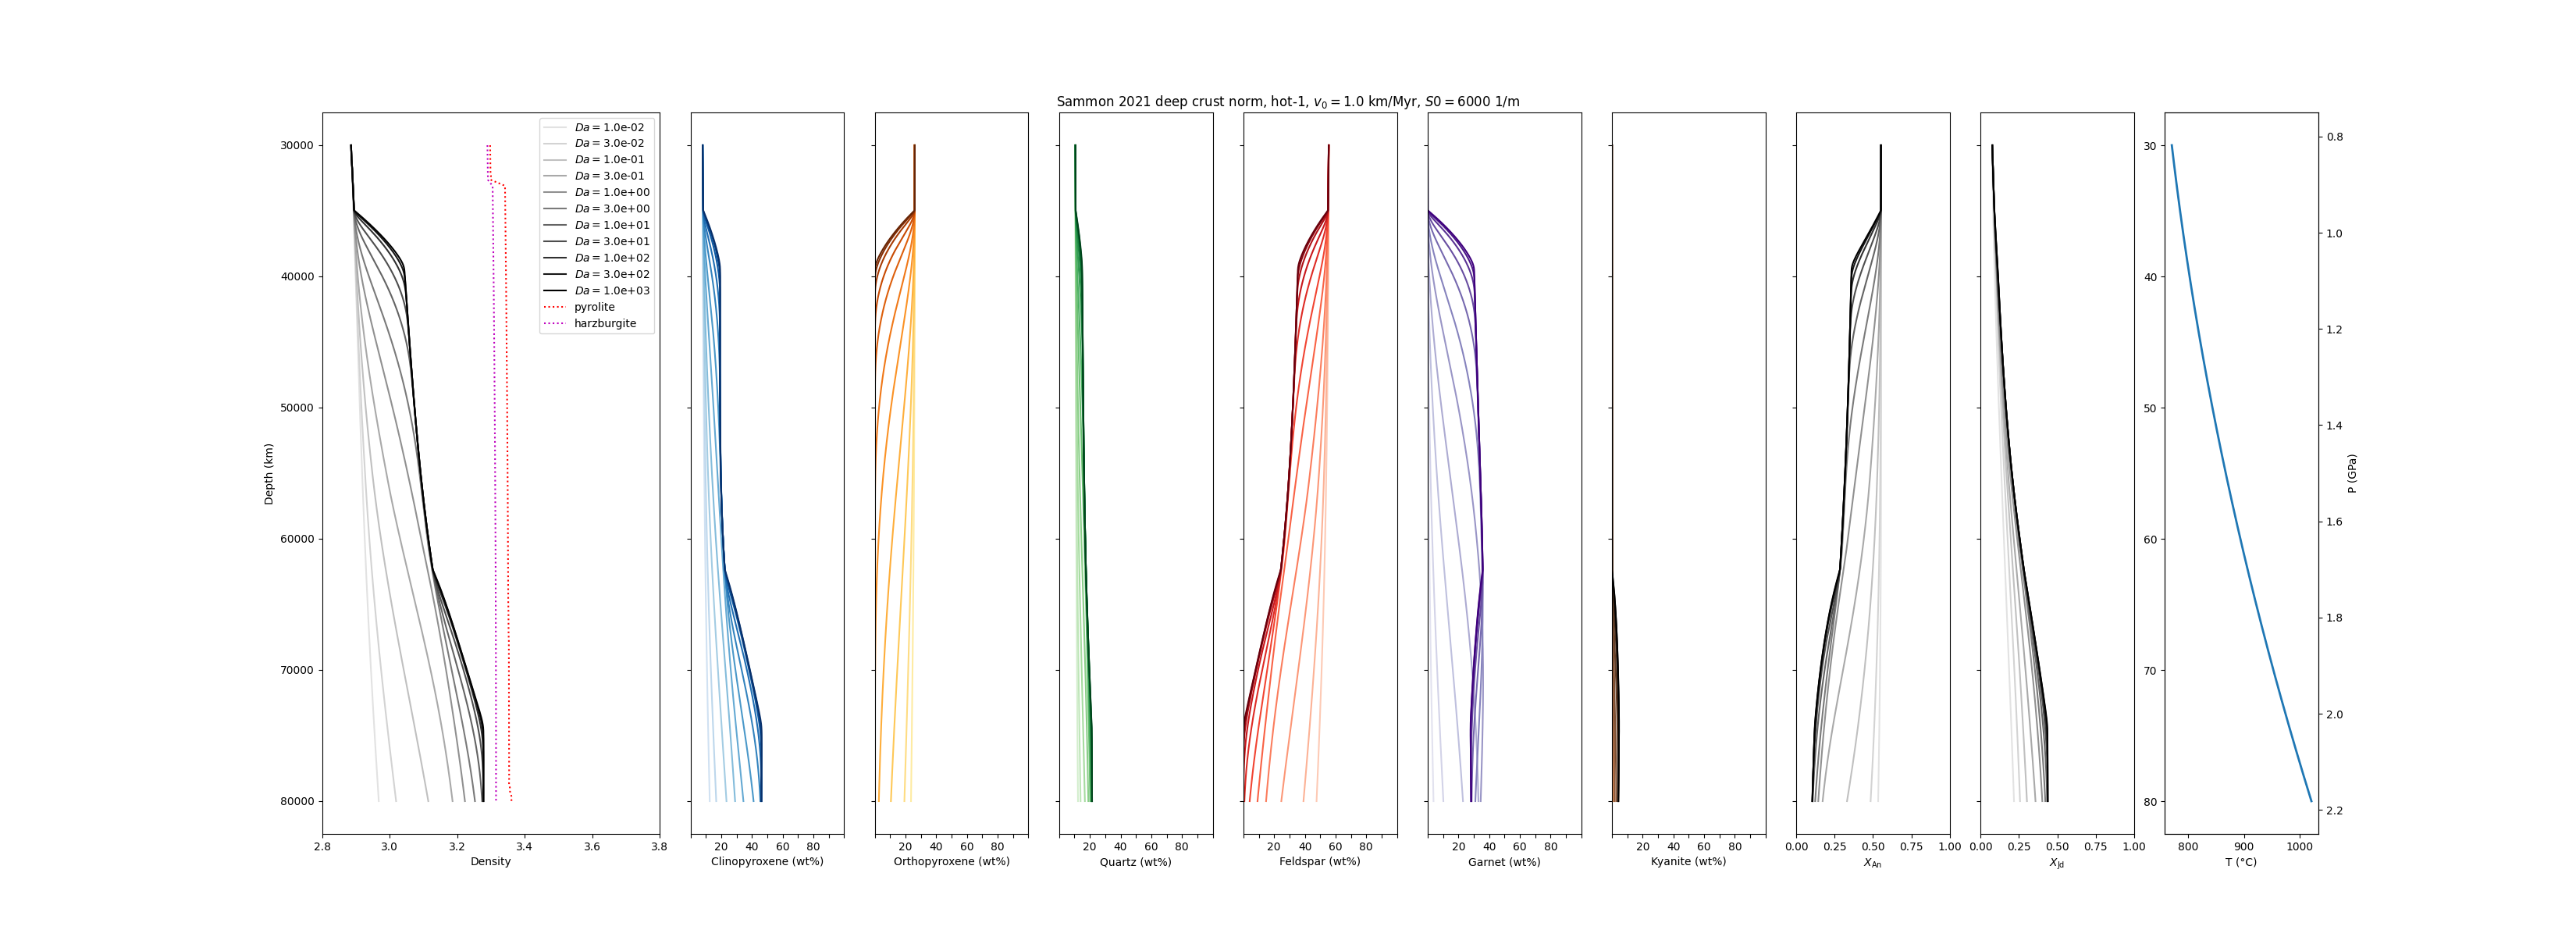 Sammon 2021 deep crust norm, hot-1, v₀ = 1.0 km/Myr, S0 = 6000 1/m
Da = 1.0e-02
Da = 3.0e-02
Da = 1.0e-01
Da = 3.0e-01
Da = 1.0e+00
Da = 3.0e+00
Da = 1.0e+01
Da = 3.0e+01
Da = 1.0e+02
Da = 3.0e+02
Da = 1.0e+03
pyrolite
harzburgite
Depth (km)
30000
40000
50000
60000
70000
80000
2.8 3.0 3.2 3.4 3.6 3.8
Density
20 40 60 80
Clinopyroxene (wt%)
20 40 60 80
Orthopyroxene (wt%)
20 40 60 80
Quartz (wt%)
20 40 60 80
Feldspar (wt%)
20 40 60 80
Garnet (wt%)
20 40 60 80
Kyanite (wt%)
0.00 0.25 0.50 0.75 1.00
X_An
0.00 0.25 0.50 0.75 1.00
X_Jd
30
40
50
60
70
80
800 900 1000
T (°C)
0.8
1.0
1.2
1.4
1.6
1.8
2.0
2.2
P (GPa)